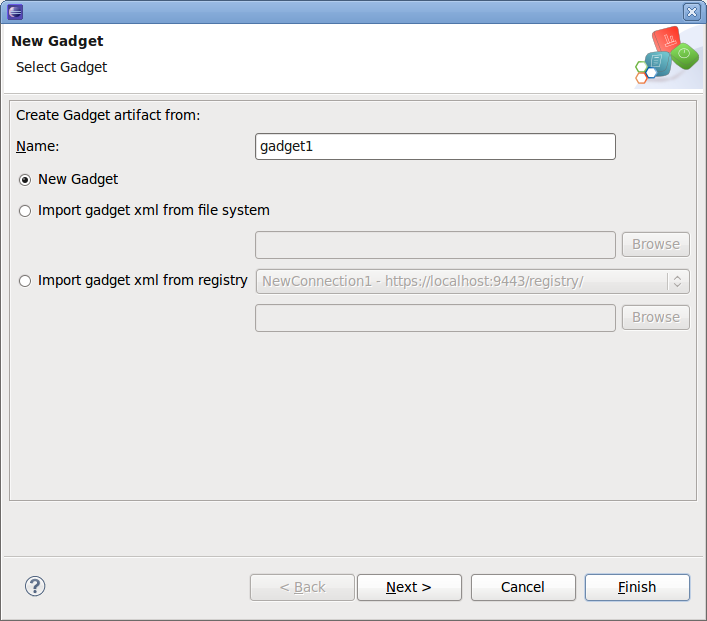 New Gadget
Select Gadget
Create Gadget artifact from:
Name: gadget1
New Gadget
Import gadget xml from file system
Browse
Import gadget xml from registry NewConnection1 - https://localhost:9443/registry/
Browse
? < Back Next > Cancel Finish